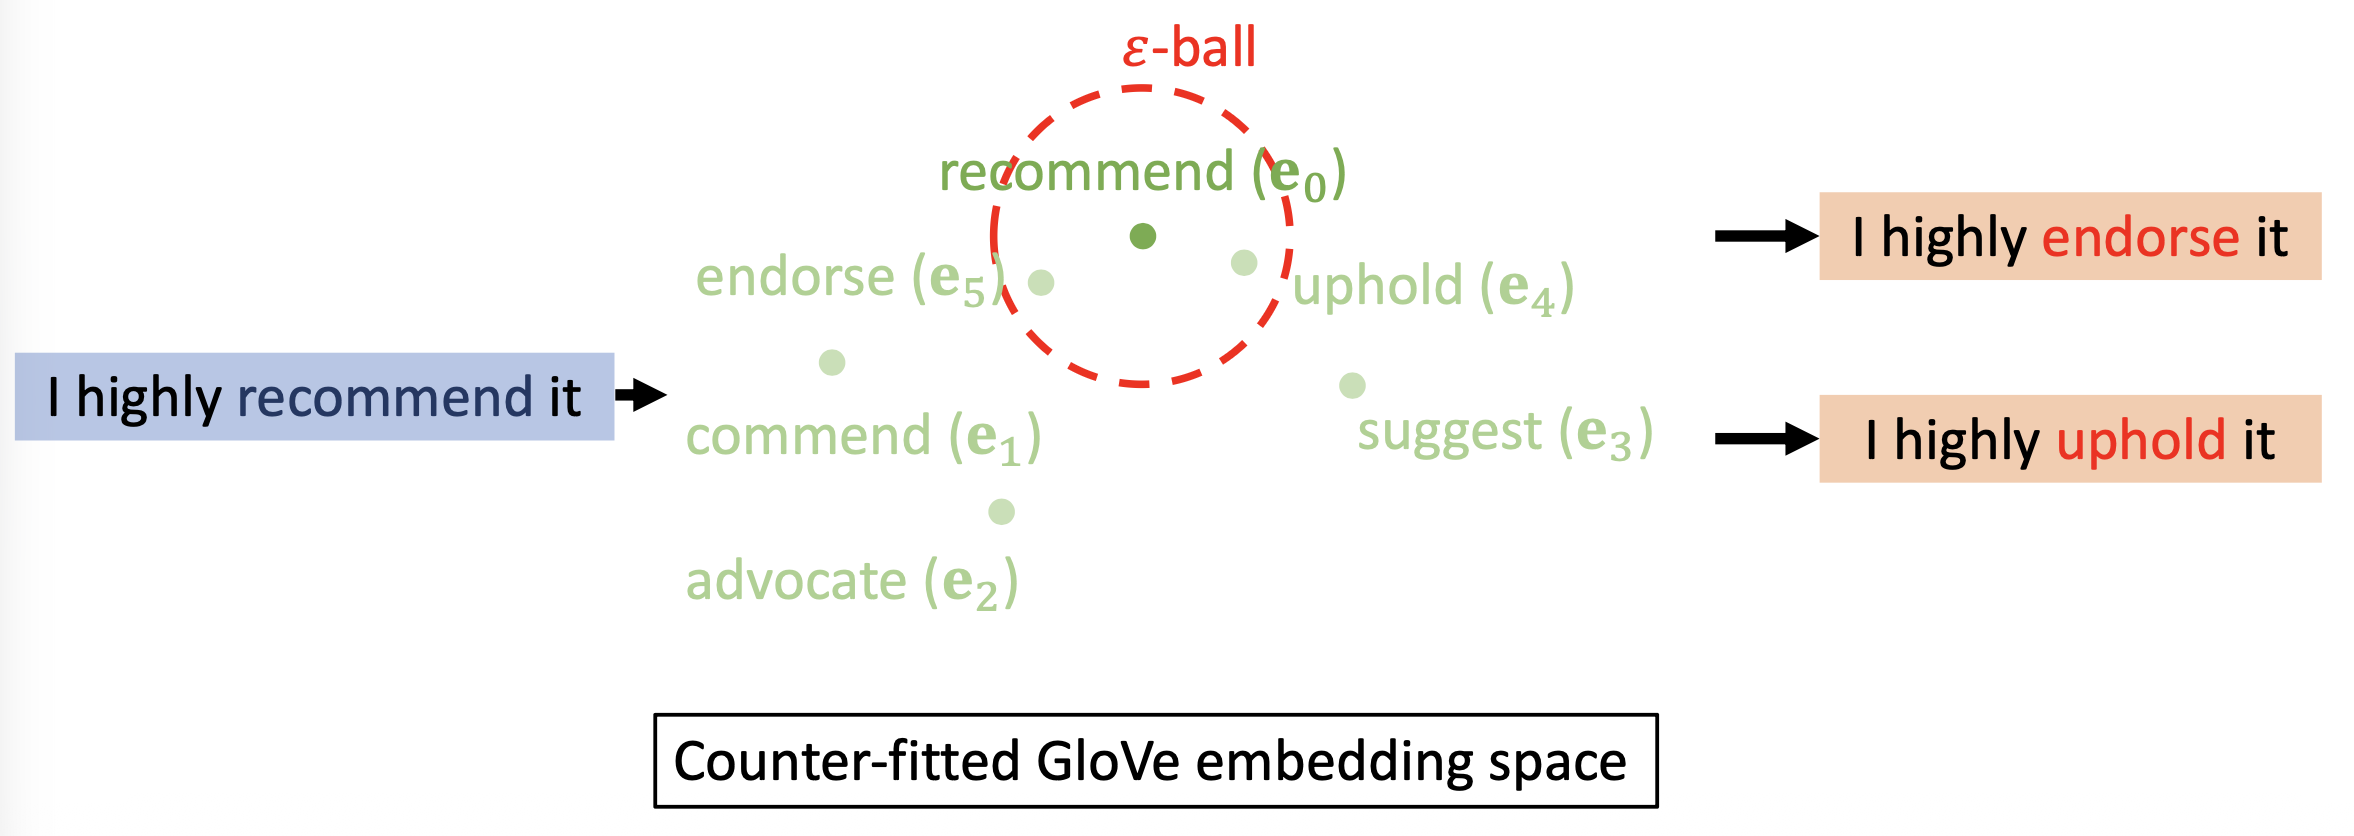 ε-ball
recommend (e₀)
endorse (e₅)
uphold (e₄)
I highly recommend it
commend (e₁)
suggest (e₃)
advocate (e₂)
I highly endorse it
I highly uphold it
Counter-fitted GloVe embedding space